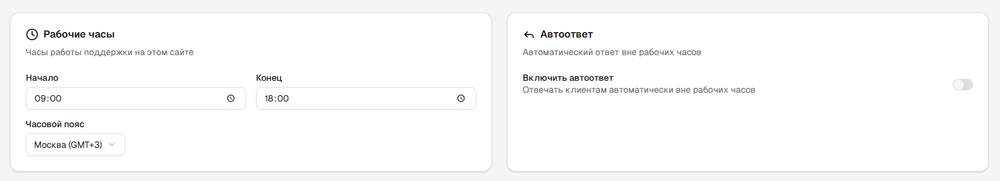 Рабочие часы
Часы работы поддержки на этом сайте
Начало
Конец
09:00
18:00
Часовой пояс
Москва (GMT+3)
Автоответ
Автоматический ответ вне рабочих часов
Включить автоответ
Отвечать клиентам автоматически вне рабочих часов